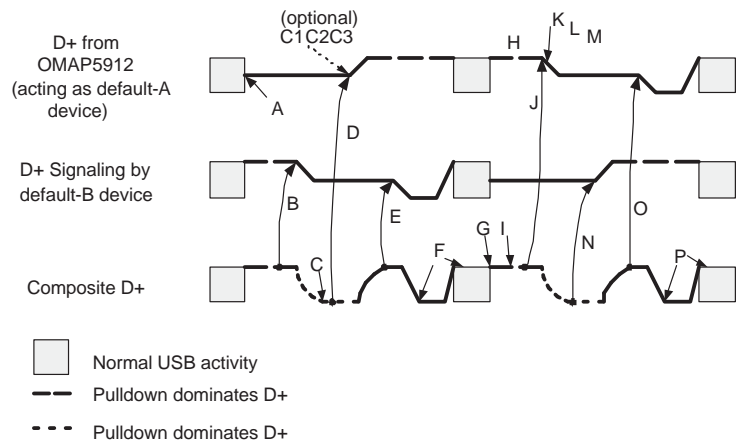 (optional)
C1C2C3
D+ from
OMAP5912
(acting as default-A
device)
A
H
K
L
M
D
J
D+ Signaling by
default-B device
B
E
N
O
Composite D+
C
F
G
I
P
Normal USB activity
Pulldown dominates D+
Pulldown dominates D+